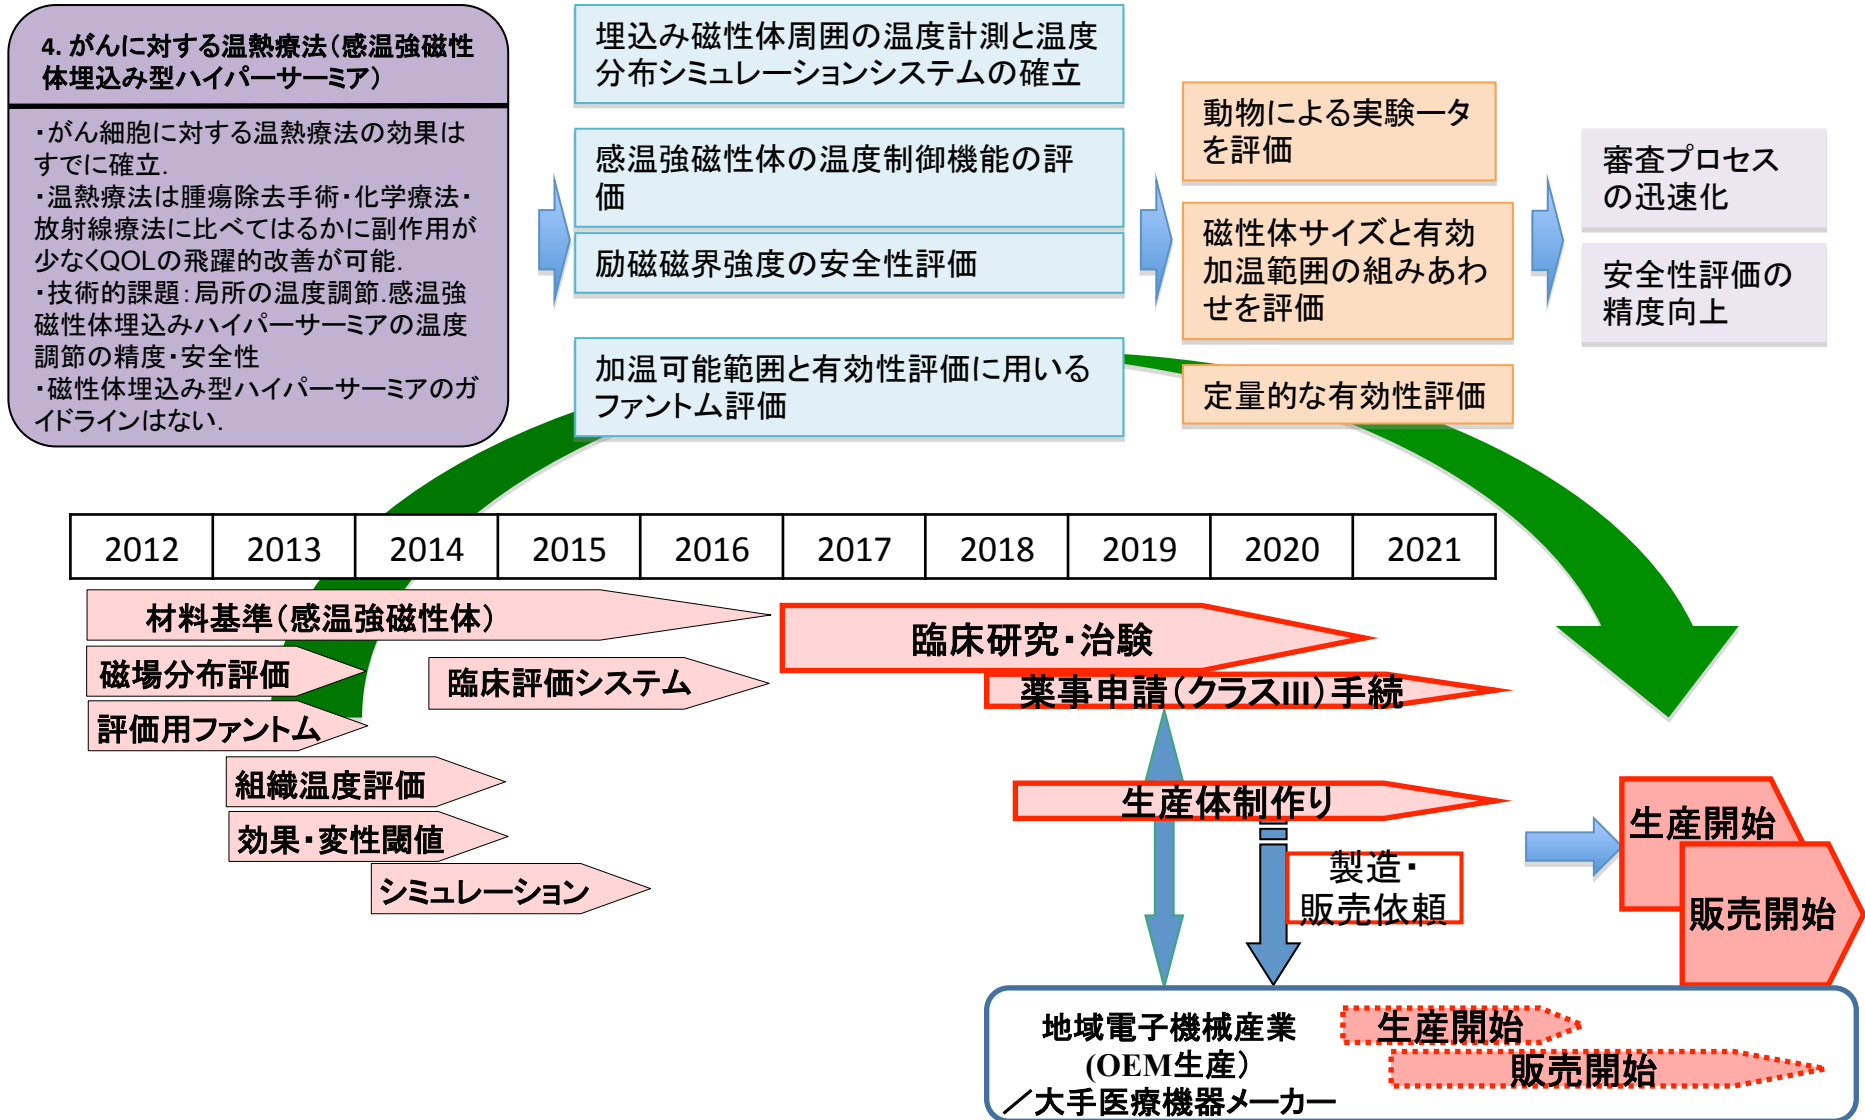 4. がんに対する温熱療法(感温強磁性
体埋込み型ハイパーサーミア)
・がん細胞に対する温熱療法の効果は
すでに確立.
・温熱療法は腫瘍除去手術・化学療法・
放射線療法に比べてはるかに副作用が
少なくQOLの飛躍的改善が可能.
・技術的課題:局所の温度調節.感温強
磁性体埋込みハイパーサーミアの温度
調節の精度・安全性
・磁性体埋込み型ハイパーサーミアのガ
イドラインはない.
埋込み磁性体周囲の温度計測と温度
分布シミュレーションシステムの確立
感温強磁性体の温度制御機能の評
価
励磁磁界強度の安全性評価
加温可能範囲と有効性評価に用いる
ファントム評価
動物による実験ータ
を評価
磁性体サイズと有効
加温範囲の組みあわ
せを評価
定量的な有効性評価
審査プロセス
の迅速化
安全性評価の
精度向上
2012 2013 2014 2015 2016 2017 2018 2019 2020 2021
材料基準(感温強磁性体)
磁場分布評価
評価用ファントム
組織温度評価
効果・変性閾値
シミュレーション
臨床評価システム
臨床研究・治験
薬事申請(クラスIII)手続
生産体制作り
製造・
販売依頼
生産開始
販売開始
地域電子機械産業
(OEM生産)
/大手医療機器メーカー
生産開始
販売開始